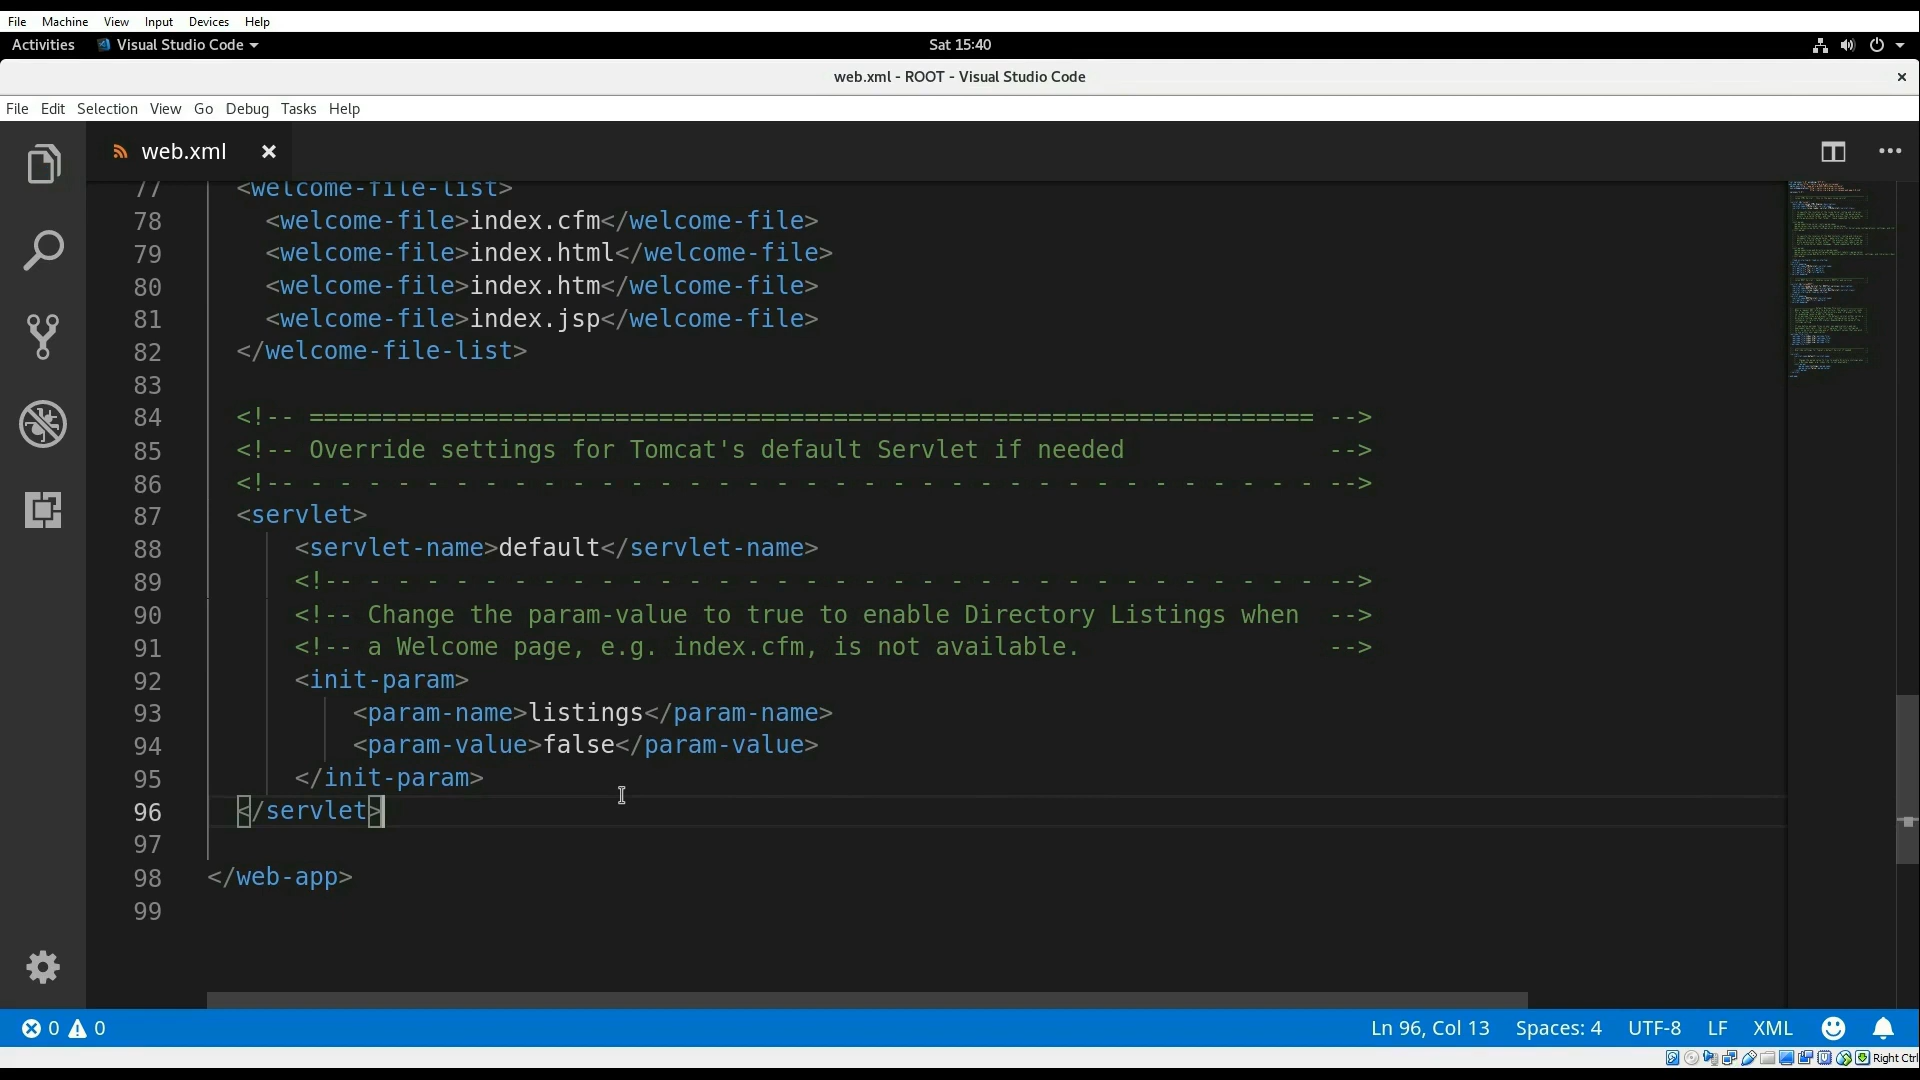 File Machine View Input Devices Help
Activities Visual Studio Code Sat 15:40
web.xml - ROOT - Visual Studio Code
File Edit Selection View Go Debug Tasks Help
web.xml
77 <welcome-file-list>
78 <welcome-file>index.cfm</welcome-file>
79 <welcome-file>index.html</welcome-file>
80 <welcome-file>index.htm</welcome-file>
81 <welcome-file>index.jsp</welcome-file>
82 </welcome-file-list>
83
84 <!-- ===================================================================== -->
85 <!-- Override settings for Tomcat's default Servlet if needed -->
86 <!-- - - - - - - - - - - - - - - - - - - - - - - - - - - - - - - - - - - -->
87 <servlet>
88 <servlet-name>default</servlet-name>
89 <!-- - - - - - - - - - - - - - - - - - - - - - - - - - - - - - - - - - -->
90 <!-- Change the param-value to true to enable Directory Listings when -->
91 <!-- a Welcome page, e.g. index.cfm, is not available. -->
92 <init-param>
93 <param-name>listings</param-name>
94 <param-value>false</param-value>
95 </init-param>
96 </servlet>
97
98 </web-app>
99
0 0 Ln 96, Col 13 Spaces: 4 UTF-8 LF XML
Right Ctrl